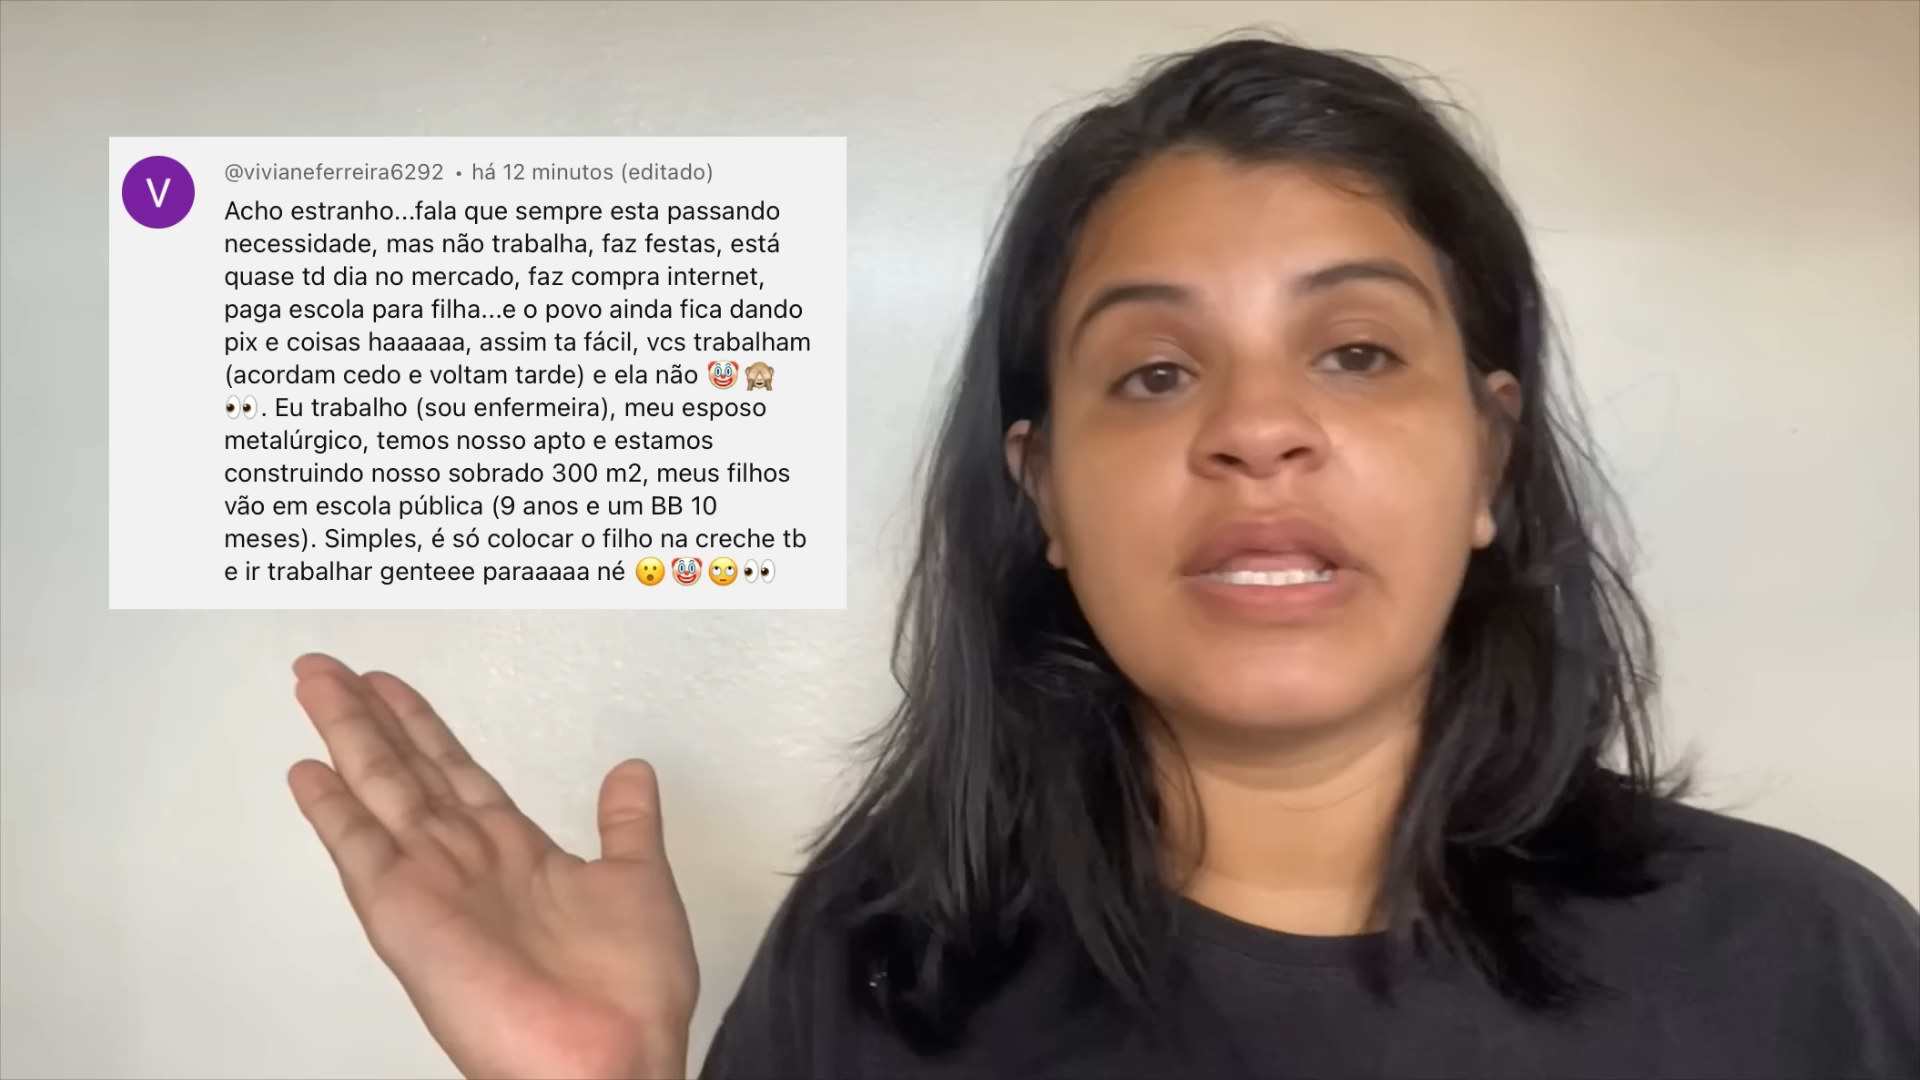 V
@vivianeferreira6292 • há 12 minutos (editado)
Acho estranho...fala que sempre esta passando
necessidade, mas não trabalha, faz festas, está
quase td dia no mercado, faz compra internet,
paga escola para filha...e o povo ainda fica dando
pix e coisas haaaaaa, assim ta fácil, vcs trabalham
(acordam cedo e voltam tarde) e ela não 🤡🙈
👀. Eu trabalho (sou enfermeira), meu esposo
metalúrgico, temos nosso apto e estamos
construindo nosso sobrado 300 m2, meus filhos
vão em escola pública (9 anos e um BB 10
meses). Simples, é só colocar o filho na creche tb
e ir trabalhar genteee paraaaaa né 😮🤡🙄👀